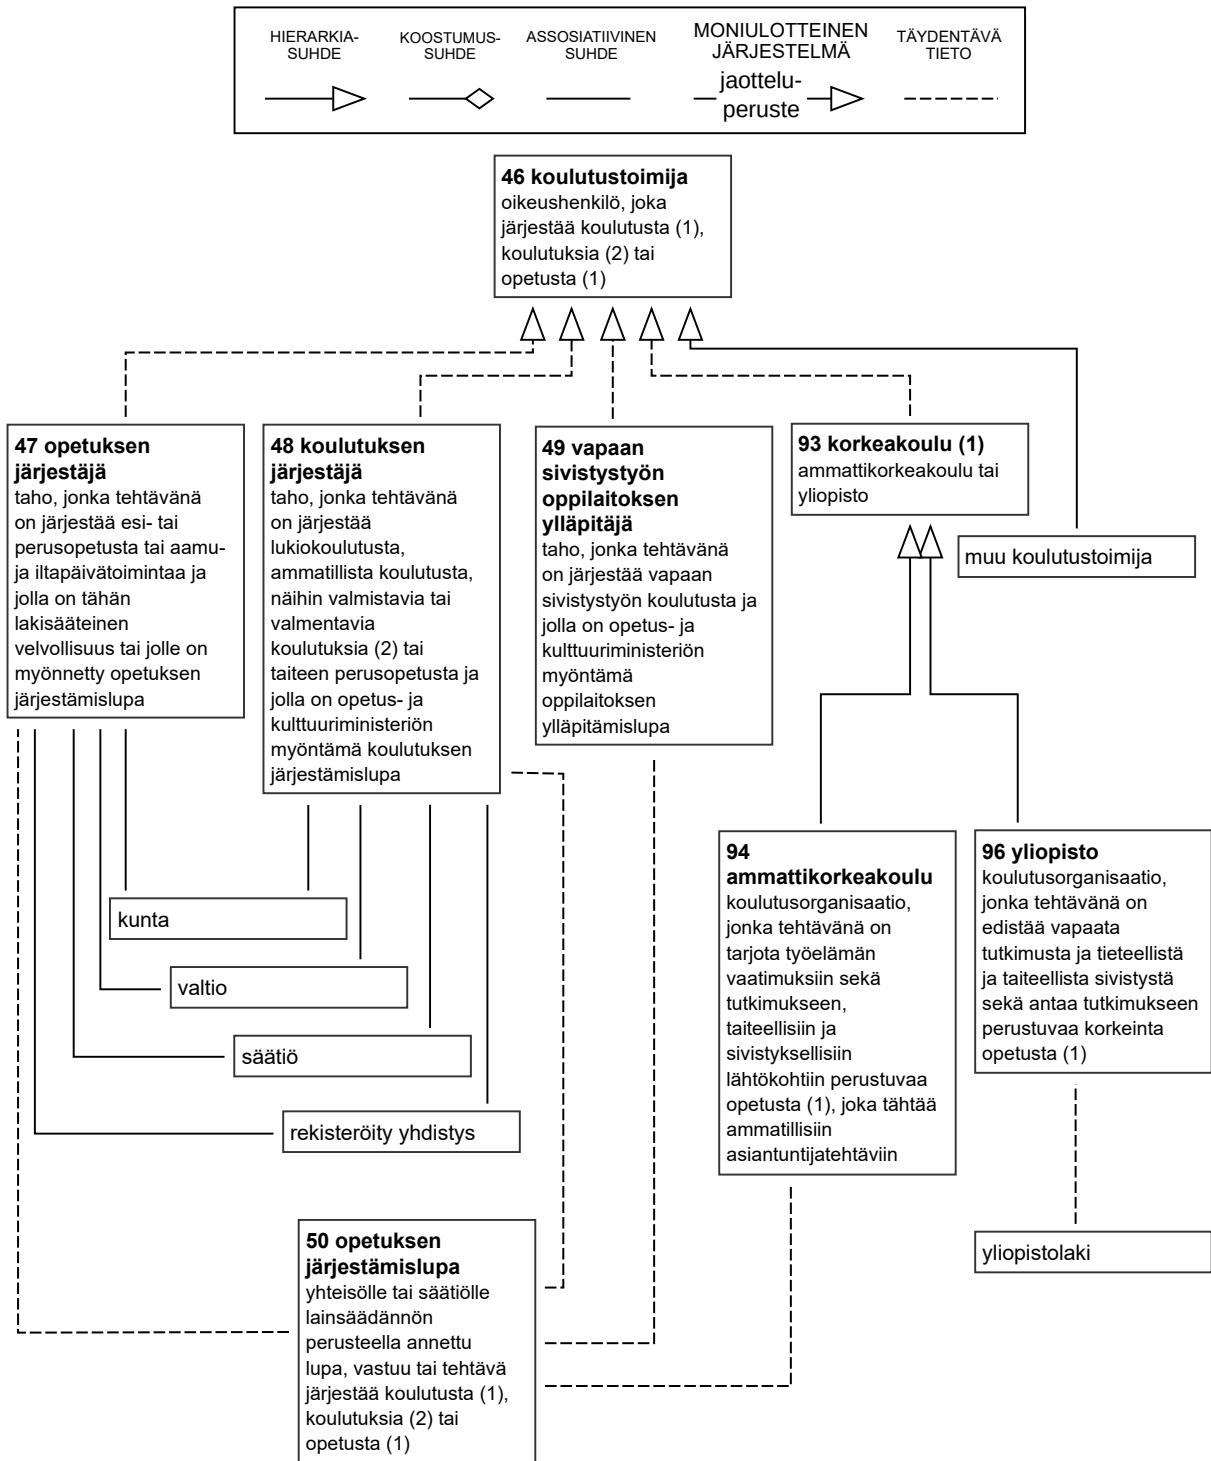 HIERARKIA-
SUHDE
KOOSTUMUS-
SUHDE
ASSOSIATIIVINEN
SUHDE
MONIULOTTEINEN
JÄRJESTELMÄ
jaottelu-
peruste
TÄYDENTÄVÄ
TIETO
46 koulutustoimija
oikeushenkilö, joka
järjestää koulutusta (1),
koulutuksia (2) tai
opetusta (1)
47 opetuksen
järjestäjä
taho, jonka tehtävänä
on järjestää esi- tai
perusopetusta tai aamu-
ja iltapäivätoimintaa ja
jolla on tähän
lakisääteinen
velvollisuus tai jolle on
myönnetty opetuksen
järjestämislupa
48 koulutuksen
järjestäjä
taho, jonka tehtävänä
on järjestää
lukiokoulutusta,
ammatillista koulutusta,
näihin valmistavia tai
valmentavia
koulutuksia (2) tai
taiteen perusopetusta ja
jolla on opetus- ja
kulttuuriministeriön
myöntämä koulutuksen
järjestämislupa
49 vapaan
sivistystyön
oppilaitoksen
ylläpitäjä
taho, jonka tehtävänä
on järjestää vapaan
sivistystyön koulutusta ja
jolla on opetus- ja
kulttuuriministeriön
myöntämä
oppilaitoksen
ylläpitämislupa
93 korkeakoulu (1)
ammattikorkeakoulu tai
yliopisto
muu koulutustoimija
kunta
valtio
säätiö
rekisteröity yhdistys
94
ammattikorkeakoulu
koulutusorganisaatio,
jonka tehtävänä on
tarjota työelämän
vaatimuksiin sekä
tutkimukseen,
taiteellisiin ja
sivistyksellisiin
lähtökohtiin perustuvaa
opetusta (1), joka tähtää
ammatillisiin
asiantuntijatehtäviin
96 yliopisto
koulutusorganisaatio,
jonka tehtävänä on
edistää vapaata
tutkimusta ja tieteellistä
ja taiteellista sivistystä
sekä antaa tutkimukseen
perustuvaa korkeinta
opetusta (1)
yliopistolaki
50 opetuksen
järjestämislupa
yhteisölle tai säätiölle
lainsäädännön
perusteella annettu
lupa, vastuu tai tehtävä
järjestää koulutusta (1),
koulutuksia (2) tai
opetusta (1)